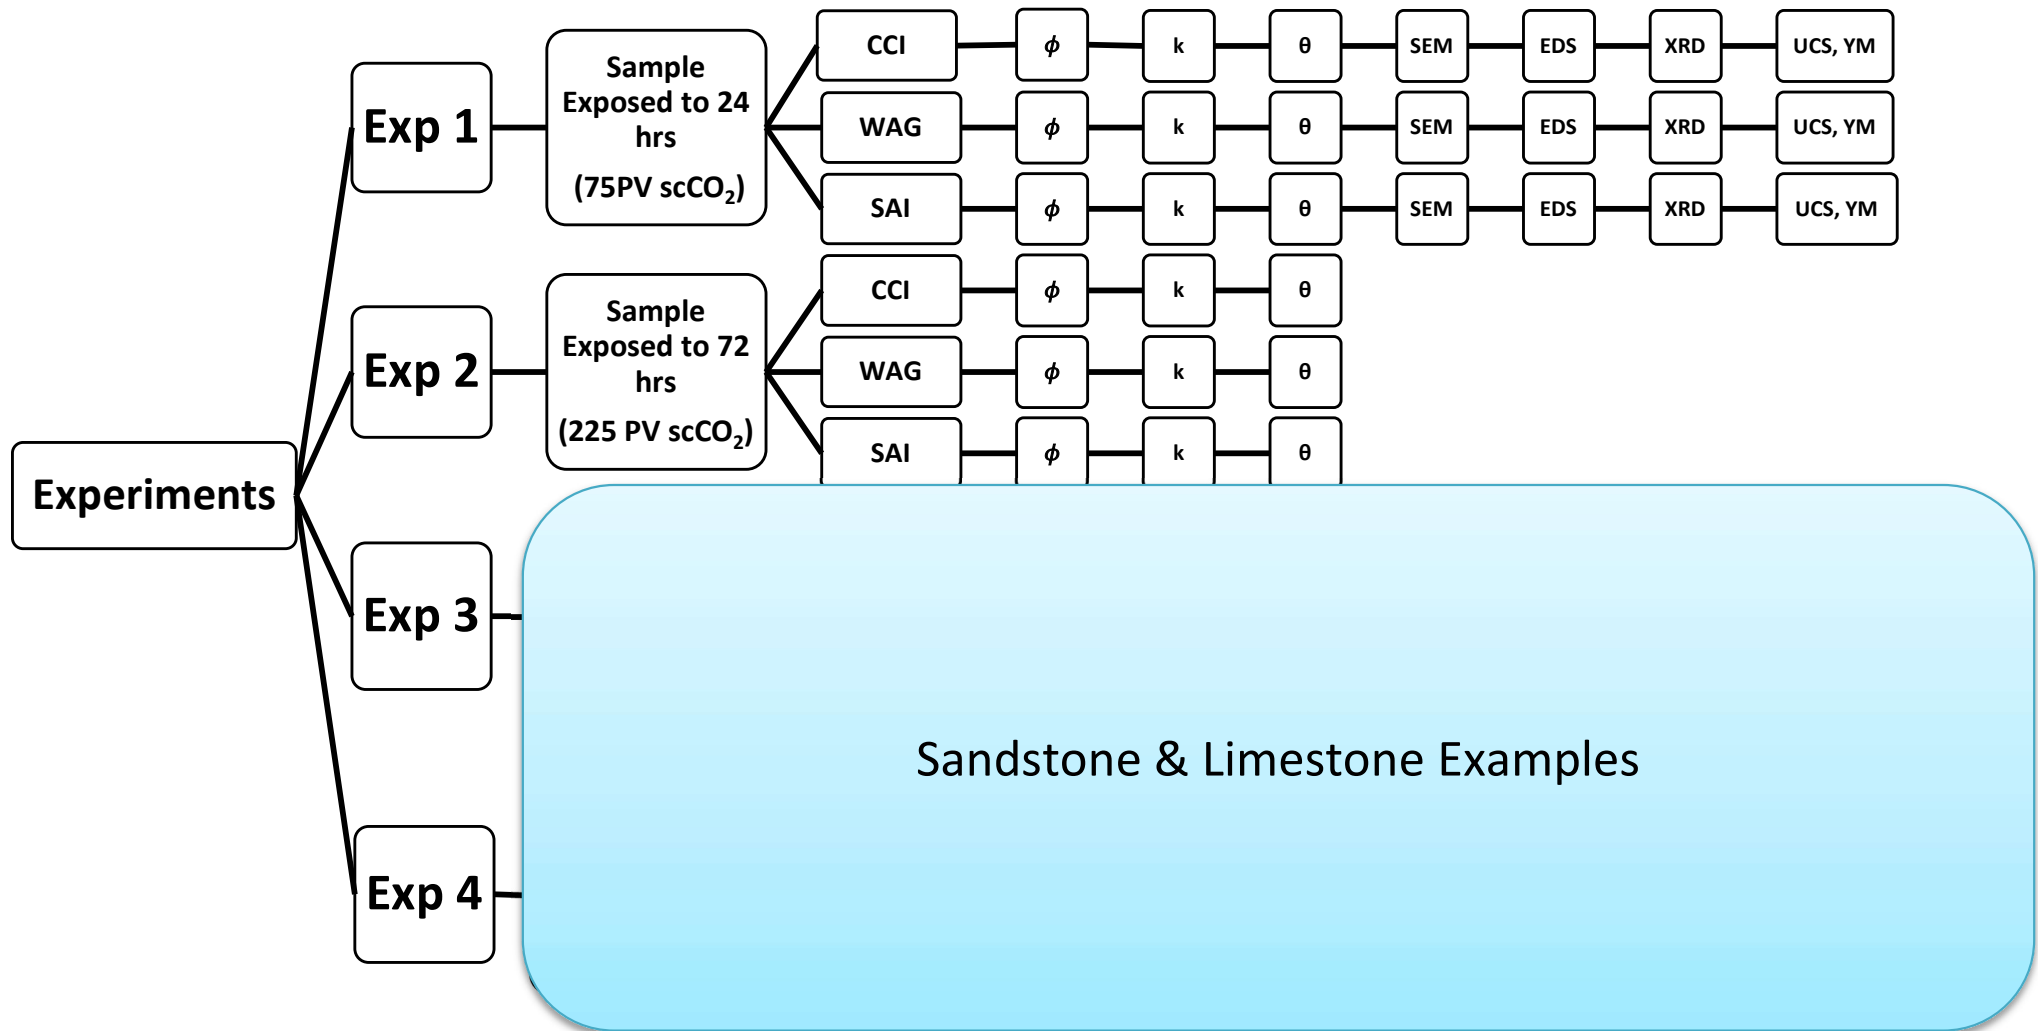 Experiments
Exp 1
Sample
Exposed to 24
hrs
(75PV scCO₂)
CCI ϕ k θ SEM EDS XRD UCS, YM
WAG ϕ k θ SEM EDS XRD UCS, YM
SAI ϕ k θ SEM EDS XRD UCS, YM
Exp 2
Sample
Exposed to 72
hrs
(225 PV scCO₂)
CCI ϕ k θ
WAG ϕ k θ
SAI ϕ k θ
Exp 3
Exp 4
Sandstone & Limestone Examples